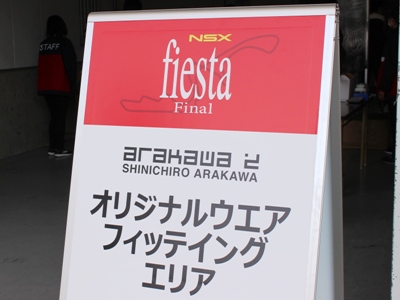 STAFF
NSX
fiesta
Final
arakawa 2
SHINICHIRO ARAKAWA
オリジナルウエア
フィッテイング
エリア